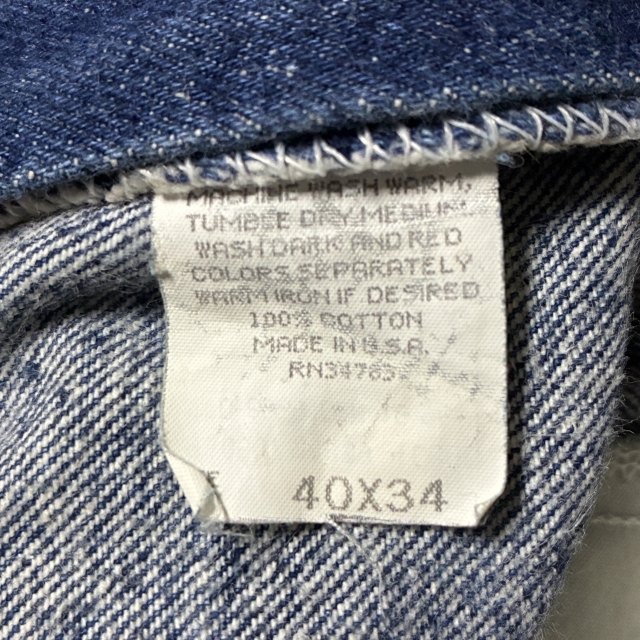 MACHINE WASH WARM,
TUMBLE DRY, MEDIUM
WASH DARK AND RED
COLORS SEPARATELY
WARM IRON IF DESIRED
100% COTTON
MADE IN U.S.A.
40X34